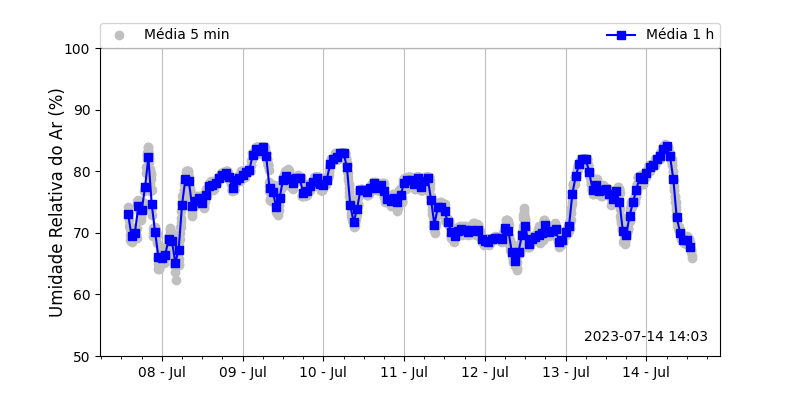 Média 5 min
Média 1 h
Umidade Relativa do Ar (%)
100
90
80
70
60
50
2023-07-14 14:03
08 - Jul
09 - Jul
10 - Jul
11 - Jul
12 - Jul
13 - Jul
14 - Jul